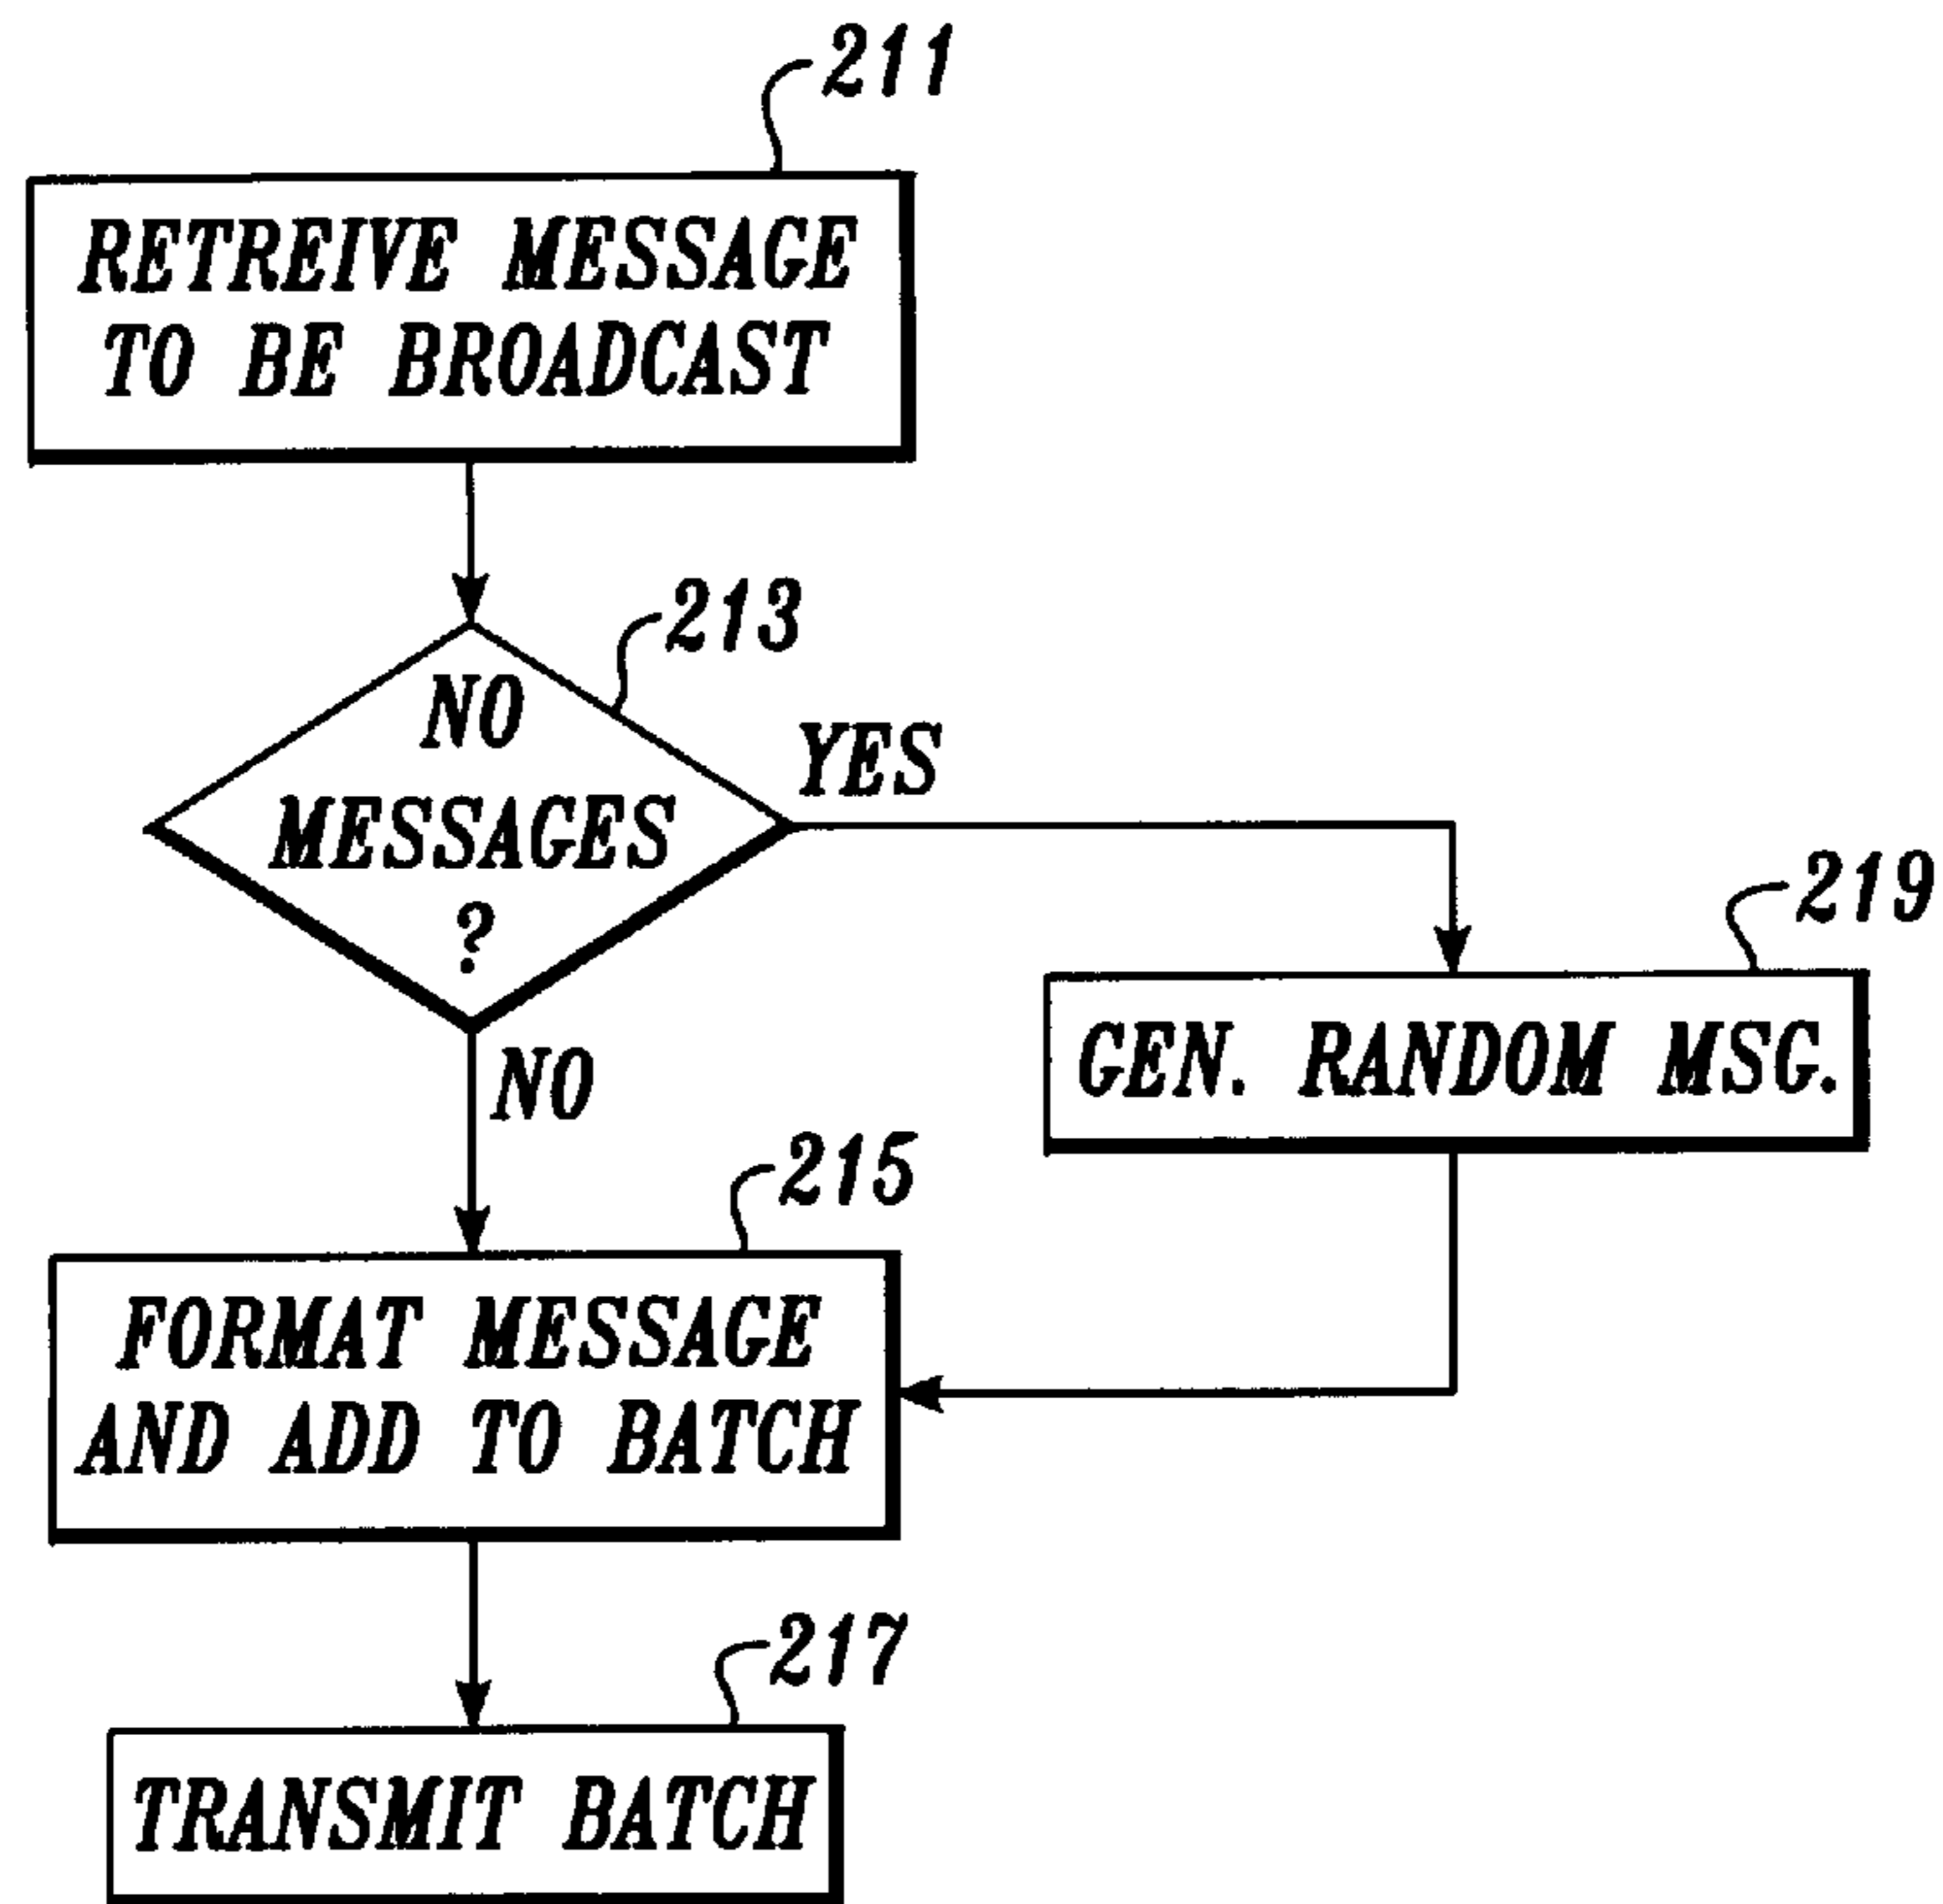 211
RETREIVE MESSAGE
TO BE BROADCAST
213
NO
MESSAGES
?
YES
219
GEN. RANDOM MSG.
NO
215
FORMAT MESSAGE
AND ADD TO BATCH
217
TRANSMIT BATCH